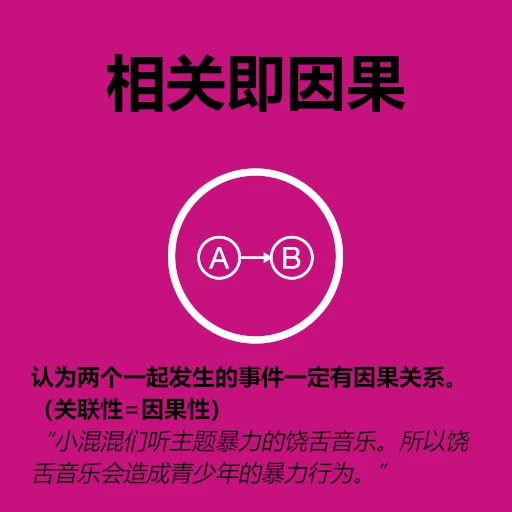 相关即因果
A B
认为两个一起发生的事件一定有因果关系。
（关联性=因果性）
“小混混们听主题暴力的饶舌音乐。所以饶
舌音乐会造成青少年的暴力行为。”